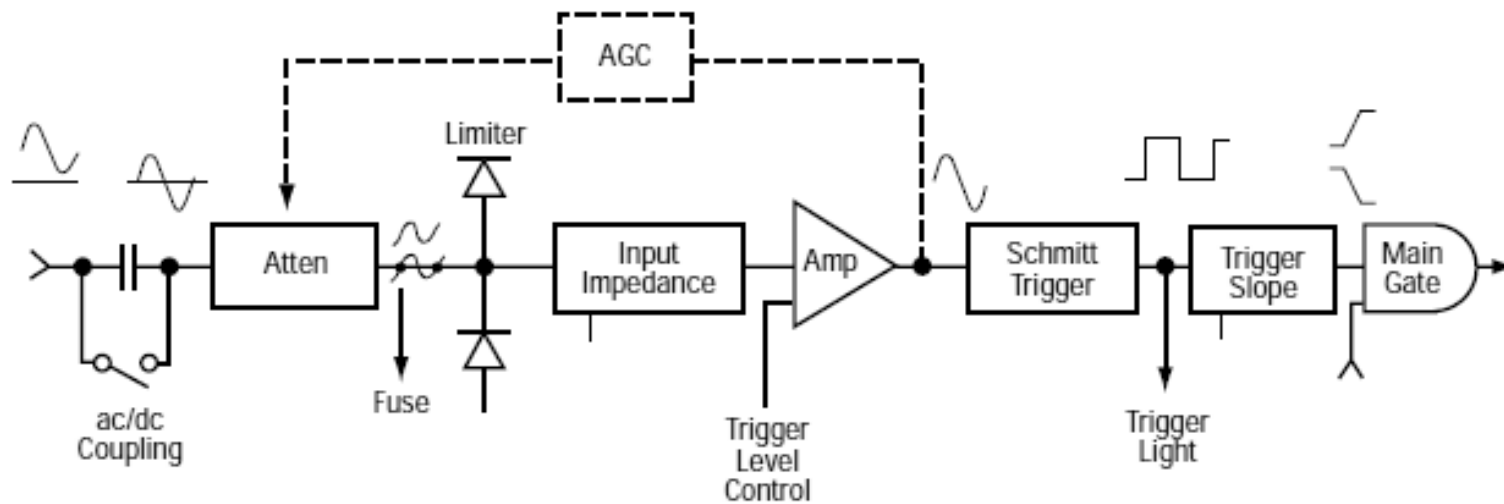 AGC
Limiter
Atten
Input
Impedance
Amp
Schmitt
Trigger
Trigger
Slope
Main
Gate
Fuse
ac/dc
Coupling
Trigger
Level
Control
Trigger
Light